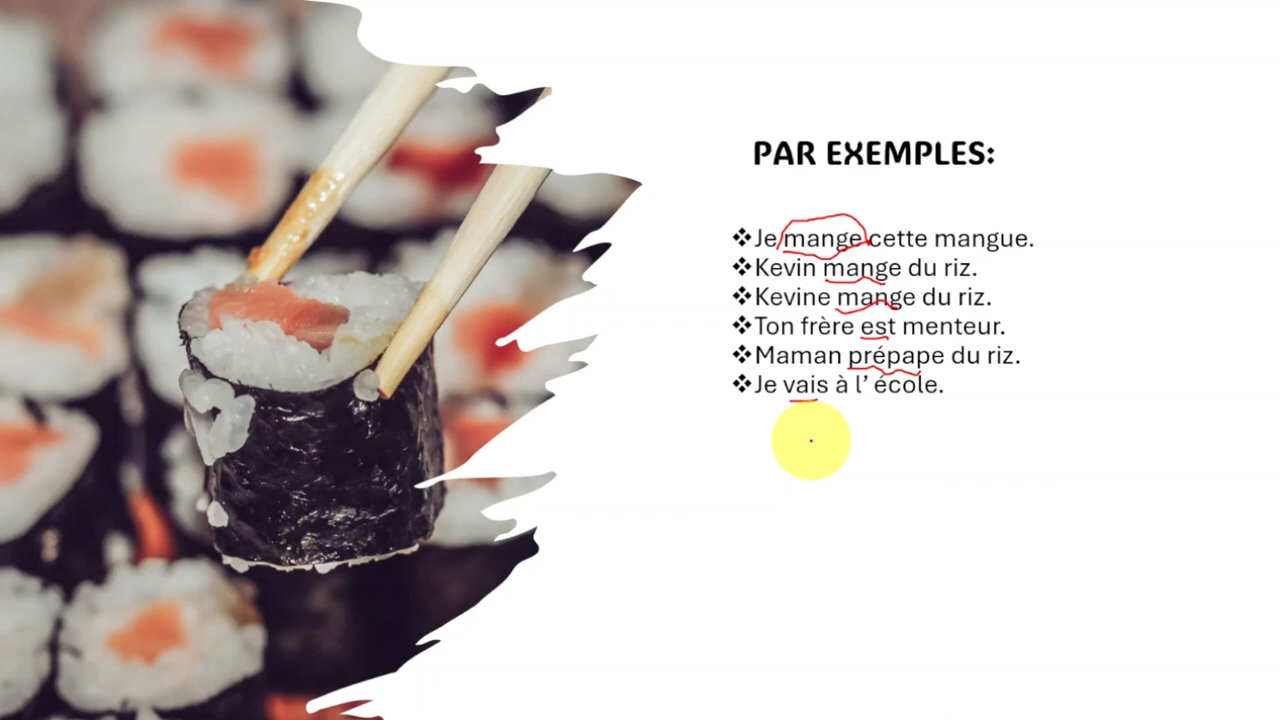 PAR EXEMPLES:
❖Je mange cette mangue.
❖Kevin mange du riz.
❖Kevine mange du riz.
❖Ton frère est menteur.
❖Maman prépape du riz.
❖Je vais à l’ école.